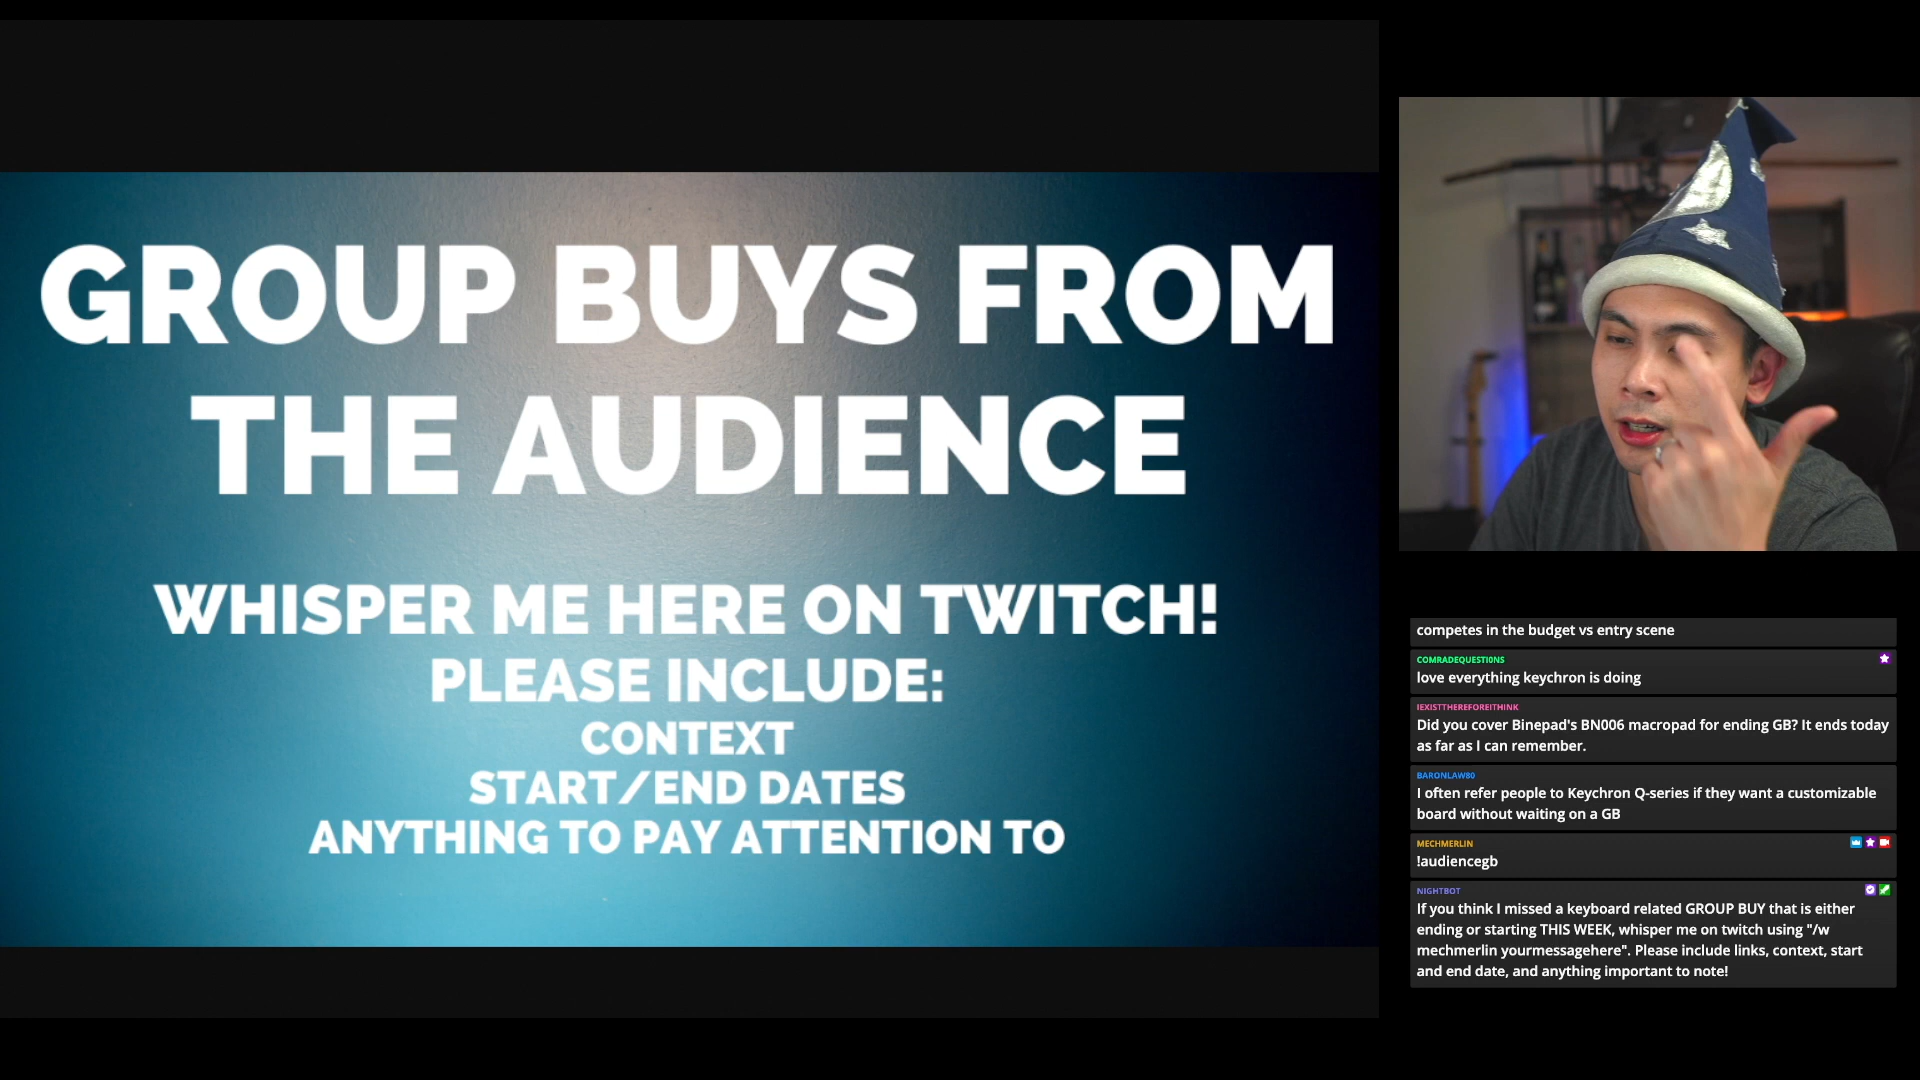 GROUP BUYS FROM
THE AUDIENCE
WHISPER ME HERE ON TWITCH!
PLEASE INCLUDE:
CONTEXT
START/END DATES
ANYTHING TO PAY ATTENTION TO
competes in the budget vs entry scene
COMRADEQUESTI0NS
love everything keychron is doing
IEXISTTHEREFOREITHINK
Did you cover Binepad's BN006 macropad for ending GB? It ends today
as far as I can remember.
BARONLAW80
I often refer people to Keychron Q-series if they want a customizable
board without waiting on a GB
MECHMERLIN
!audiencegb
NIGHTBOT
If you think I missed a keyboard related GROUP BUY that is either
ending or starting THIS WEEK, whisper me on twitch using "/w
mechmerlin yourmessagehere". Please include links, context, start
and end date, and anything important to note!